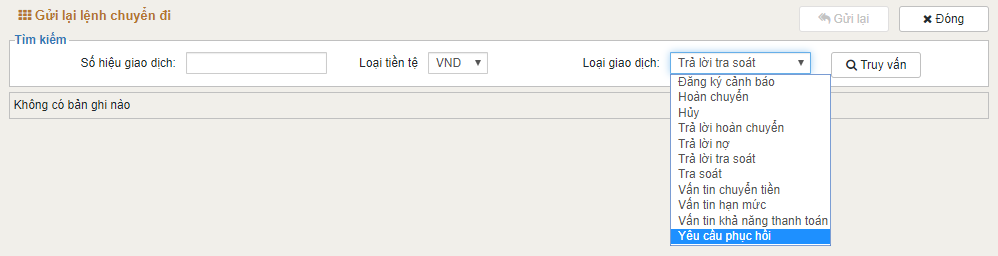 Gửi lại lệnh chuyển đi
Gửi lại
Đóng
Tìm kiếm
Số hiệu giao dịch:
Loại tiền tệ VND
Loại giao dịch: Trả lời tra soát
Truy vấn
Không có bản ghi nào
Đăng ký cảnh báo
Hoàn chuyển
Hủy
Trả lời hoàn chuyển
Trả lời nợ
Trả lời tra soát
Tra soát
Vấn tin chuyển tiền
Vấn tin hạn mức
Vấn tin khả năng thanh toán
Yêu cầu phục hồi